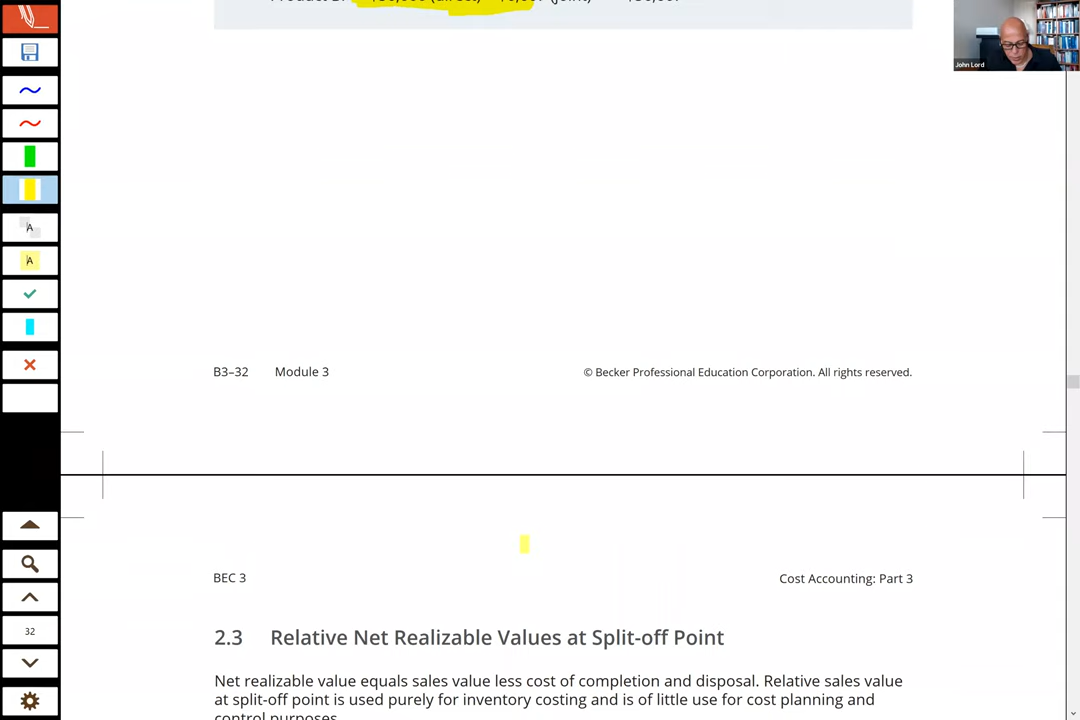 John Lord
B3–32 Module 3 © Becker Professional Education Corporation. All rights reserved.
BEC 3 Cost Accounting: Part 3
2.3 Relative Net Realizable Values at Split-off Point
Net realizable value equals sales value less cost of completion and disposal. Relative sales value
at split-off point is used purely for inventory costing and is of little use for cost planning and
control purposes.
A
A
32